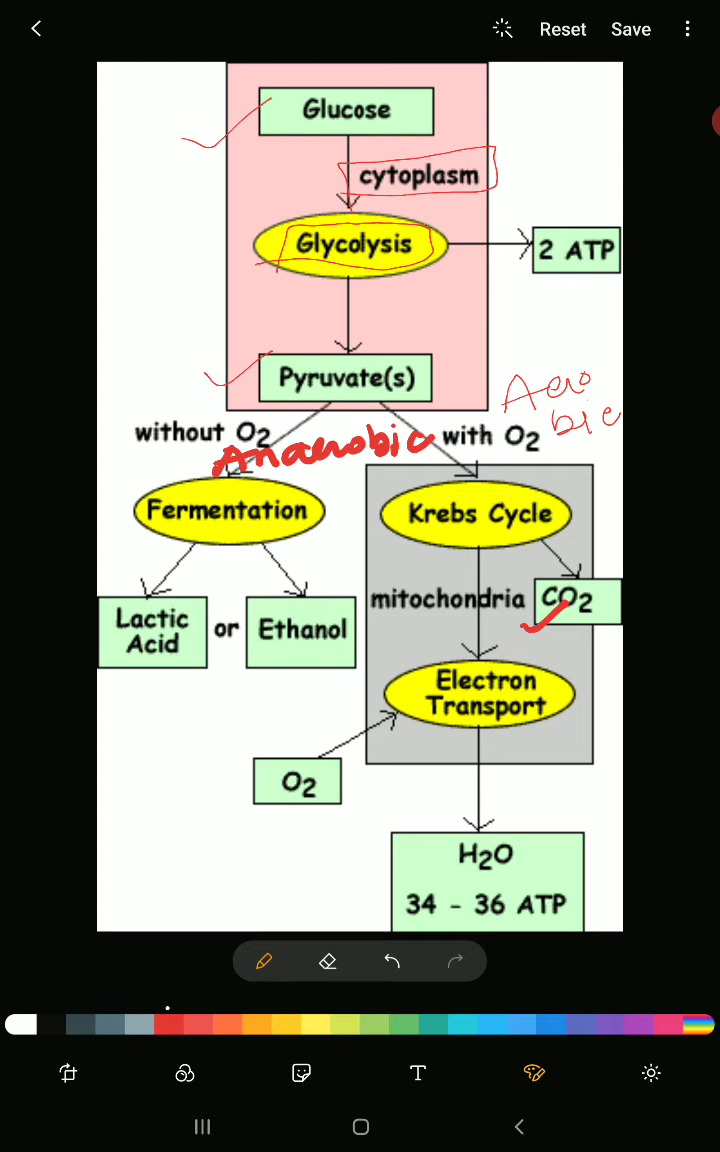 Reset Save
Glucose
cytoplasm
Glycolysis
2 ATP
Pyruvate(s)
Aero
bic
without O2
Anaerobic
with O2
Fermentation
Krebs Cycle
mitochondria
CO2
Lactic
Acid
or
Ethanol
Electron
Transport
O2
H2O
34 - 36 ATP
T